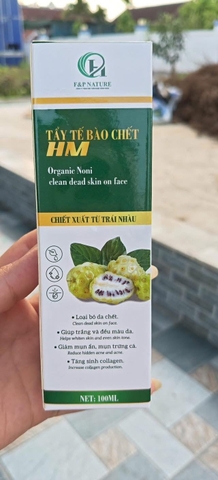 F&P NATURE
TẨY TẾ BÀO CHẾT
HM
Organic Noni
clean dead skin on face
CHIẾT XUẤT TỪ TRÁI NHÀU
• Loại bỏ da chết.
Clean dead skin on face.
• Giúp trắng và đều màu da.
Helps whiten skin and even skin tone.
• Giảm mụn ẩn, mụn trứng cá.
Reduce hidden acne and acne.
• Tăng sinh collagen.
Increase collagen production.
NET: 100ML